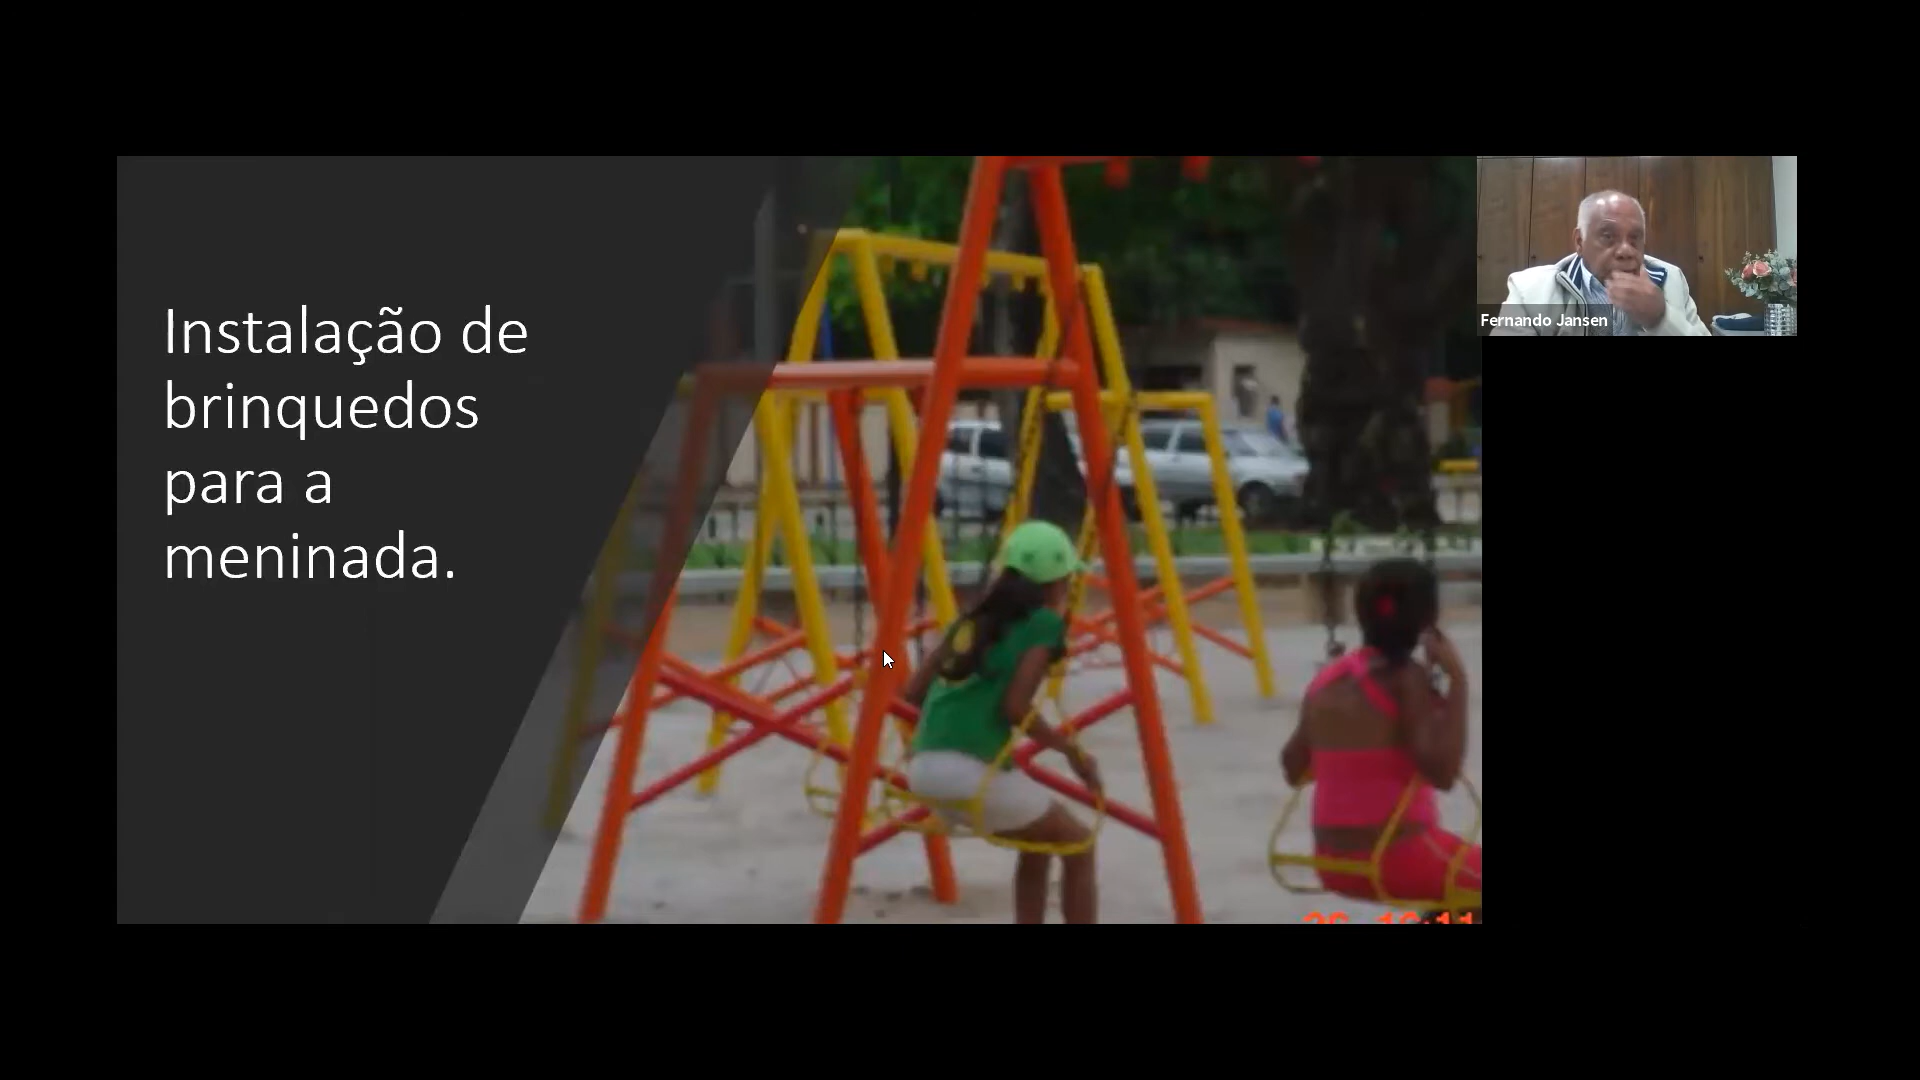 Instalação de
brinquedos
para a
meninada.
Fernando Jansen